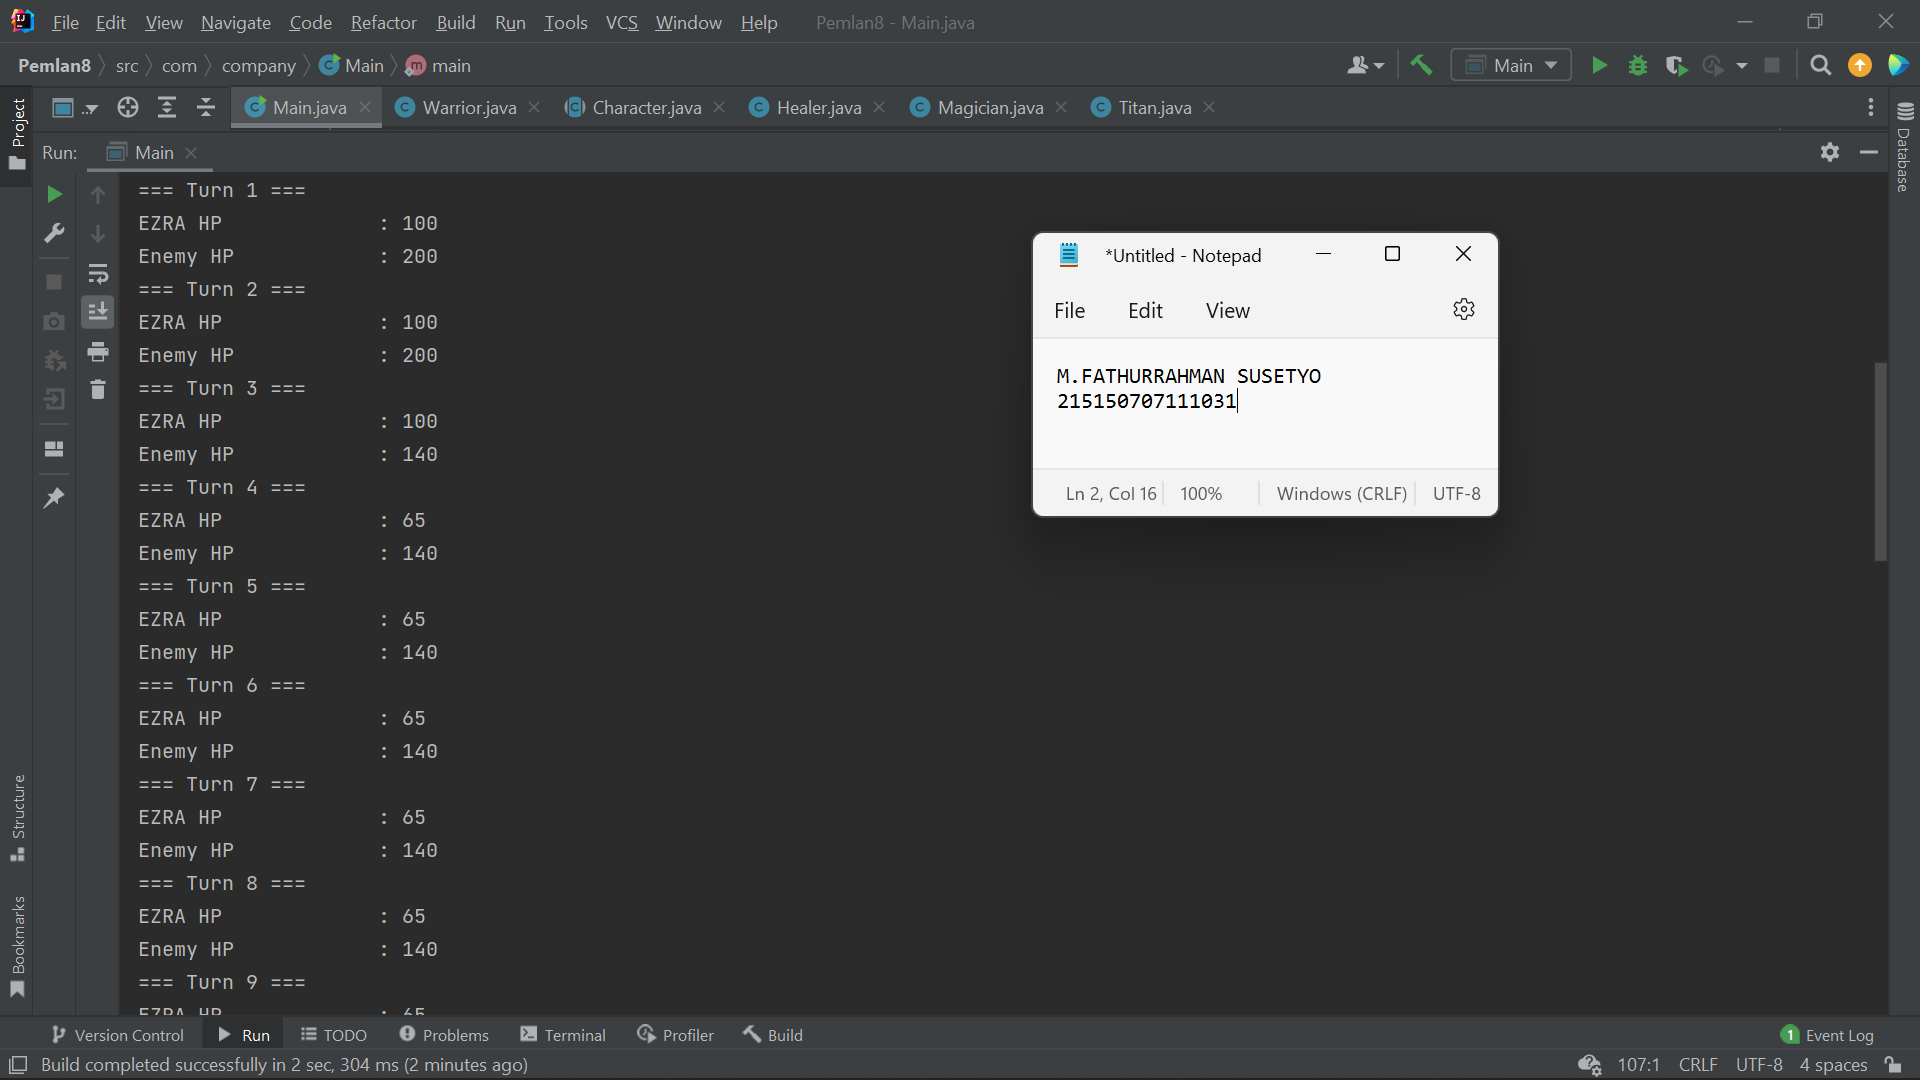 File Edit View Navigate Code Refactor Build Run Tools VCS Window Help Pemlan8 - Main.java
Pemlan8 src com company Main main
Main
Project
.. Main.java Warrior.java Character.java Healer.java Magician.java Titan.java
Database
Run: Main
=== Turn 1 ===
EZRA HP : 100
Enemy HP : 200
=== Turn 2 ===
EZRA HP : 100
Enemy HP : 200
=== Turn 3 ===
EZRA HP : 100
Enemy HP : 140
=== Turn 4 ===
EZRA HP : 65
Enemy HP : 140
=== Turn 5 ===
EZRA HP : 65
Enemy HP : 140
=== Turn 6 ===
EZRA HP : 65
Enemy HP : 140
=== Turn 7 ===
EZRA HP : 65
Enemy HP : 140
=== Turn 8 ===
EZRA HP : 65
Enemy HP : 140
=== Turn 9 ===
EZRA HP : 65
*Untitled - Notepad
File Edit View
M.FATHURRAHMAN SUSETYO
215150707111031
Ln 2, Col 16 100% Windows (CRLF) UTF-8
Structure
Bookmarks
Version Control Run TODO Problems Terminal Profiler Build 1 Event Log
Build completed successfully in 2 sec, 304 ms (2 minutes ago) 107:1 CRLF UTF-8 4 spaces